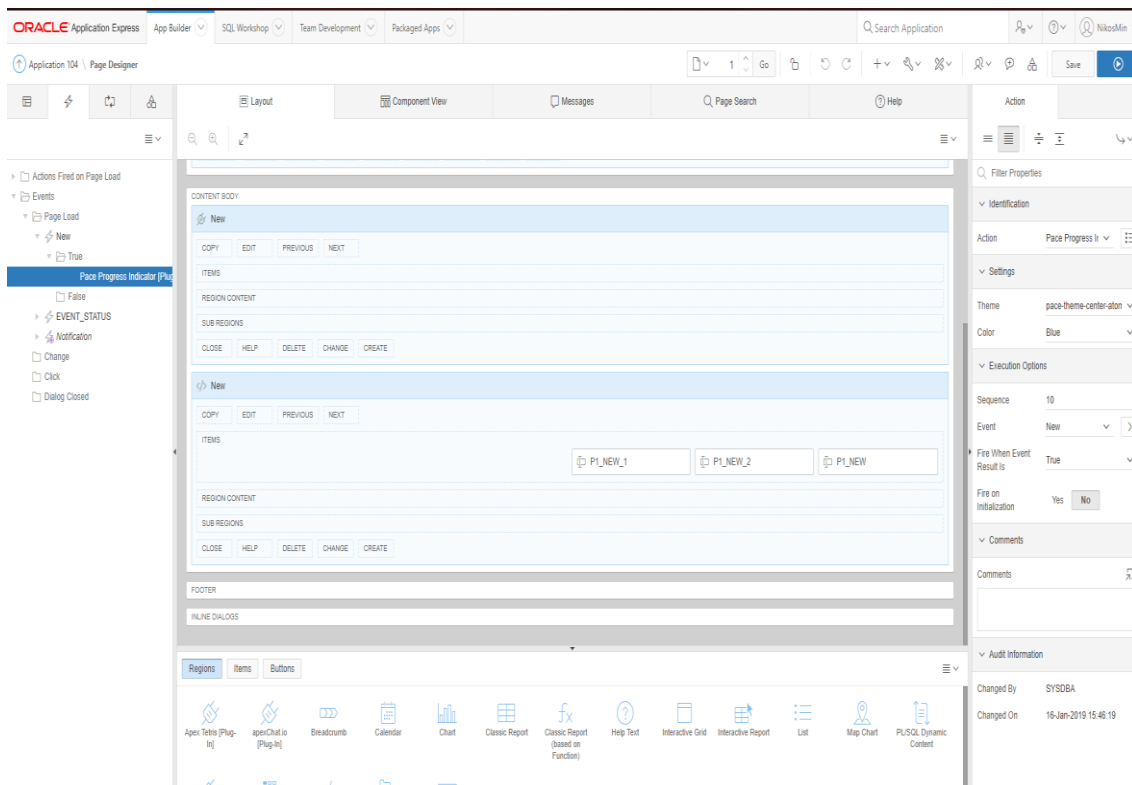 ORACLE Application Express App Builder SQL Workshop Team Development Packaged Apps Search Application NikosMin
Application 104 \ Page Designer 1 Go Save
Layout Component View Messages Page Search Help Action
Actions Fired on Page Load
Events
Page Load
New
True
Pace Progress Indicator [Plug
False
EVENT_STATUS
Notification
Change
Click
Dialog Closed
CONTENT BODY
New
COPY EDIT PREVIOUS NEXT
ITEMS
REGION CONTENT
SUB REGIONS
CLOSE HELP DELETE CHANGE CREATE
New
COPY EDIT PREVIOUS NEXT
ITEMS
P1_NEW_1 P1_NEW_2 P1_NEW
REGION CONTENT
SUB REGIONS
CLOSE HELP DELETE CHANGE CREATE
FOOTER
INLINE DIALOGS
Regions Items Buttons
Apex Tetris [Plug-
In]
apexChat.io
[Plug-In]
Breadcrumb
Calendar
Chart
Classic Report
Classic Report
(based on
Function)
Help Text
Interactive Grid
Interactive Report
List
Map Chart
PL/SQL Dynamic
Content
Filter Properties
Identification
Action Pace Progress Ir
Settings
Theme pace-theme-center-atom
Color Blue
Execution Options
Sequence 10
Event New
Fire When Event
Result Is
True
Fire on
Initialization
Yes No
Comments
Comments
Audit Information
Changed By SYSDBA
Changed On 16-Jan-2019 15:46:19